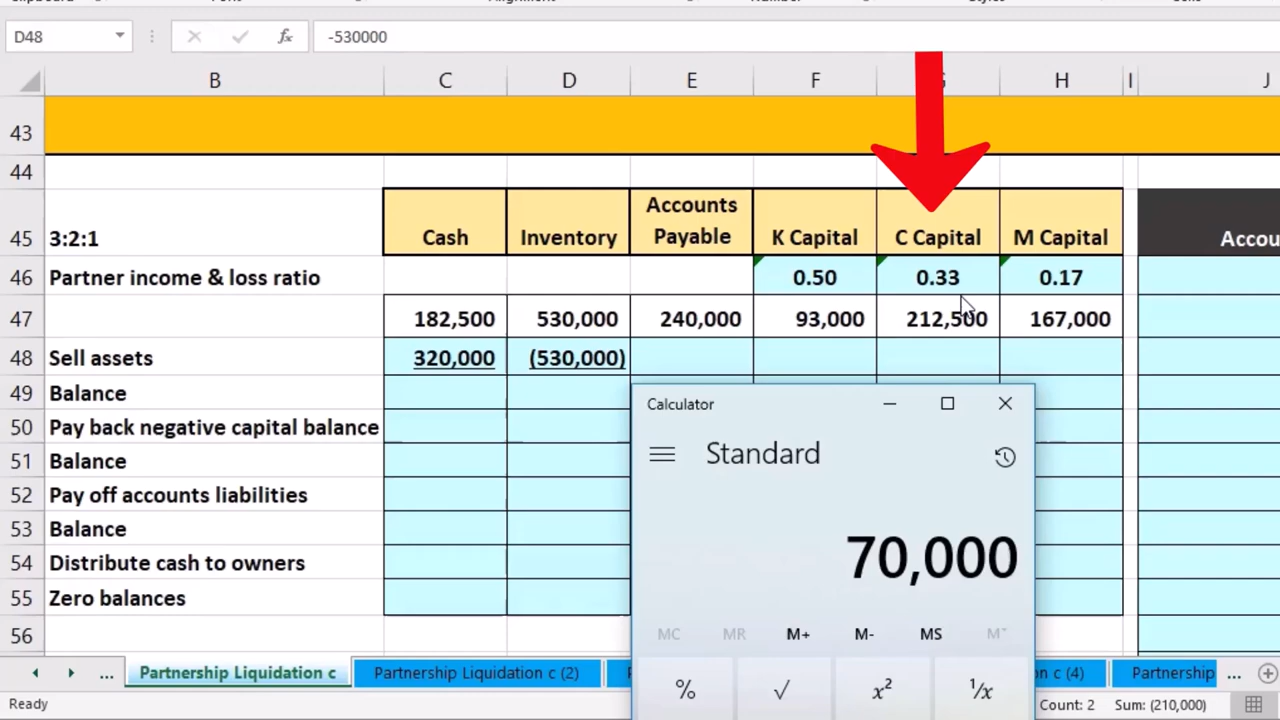 D48 fx -530000
B C D E F G H I J
43
44
45 3:2:1 Cash Inventory Accounts Payable K Capital C Capital M Capital Accou
46 Partner income & loss ratio 0.50 0.33 0.17
47 182,500 530,000 240,000 93,000 212,500 167,000
48 Sell assets 320,000 (530,000)
49 Balance
50 Pay back negative capital balance
51 Balance
52 Pay off accounts liabilities
53 Balance
54 Distribute cash to owners
55 Zero balances
56
Calculator
Standard
70,000
MC MR M+ M- MS M˅
% √ x² ¹/x
... Partnership Liquidation c Partnership Liquidation c (2) P n c (4) Partnership ...
Ready Count: 2 Sum: (210,000)